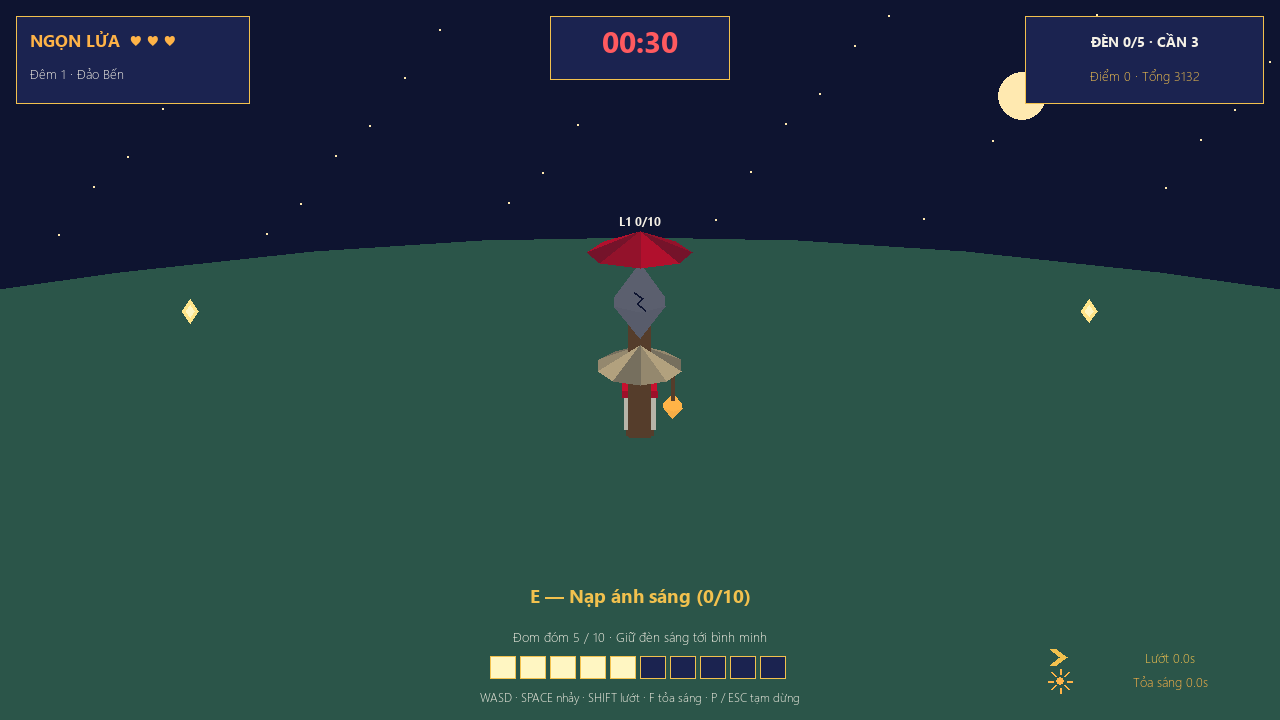 NGỌN LỬA
Đêm 1 · Đảo Bến
00:30
ĐÈN 0/5 · CẦN 3
Điểm 0 · Tổng 3132
L1 0/10
E — Nạp ánh sáng (0/10)
Đom đóm 5 / 10 · Giữ đèn sáng tới bình minh
WASD · SPACE nhảy · SHIFT lướt · F tỏa sáng · P / ESC tạm dừng
Lướt 0.0s
Tỏa sáng 0.0s